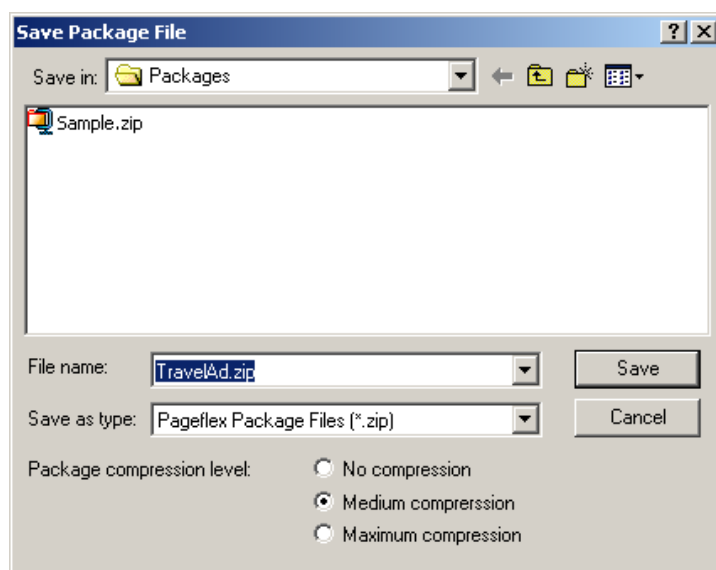 Save Package File
Save in: Packages
Sample.zip
File name: TravelAd.zip Save
Save as type: Pageflex Package Files (*.zip) Cancel
Package compression level: No compression
Medium comprerssion
Maximum compression